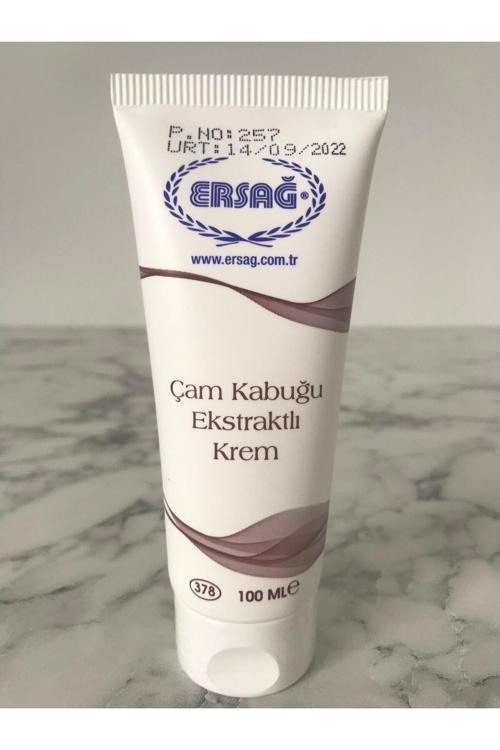 P.NO:257
URT:14/09/2022
ERSAĞ®
www.ersag.com.tr
Çam Kabuğu
Ekstraktlı
Krem
378 100 ML℮